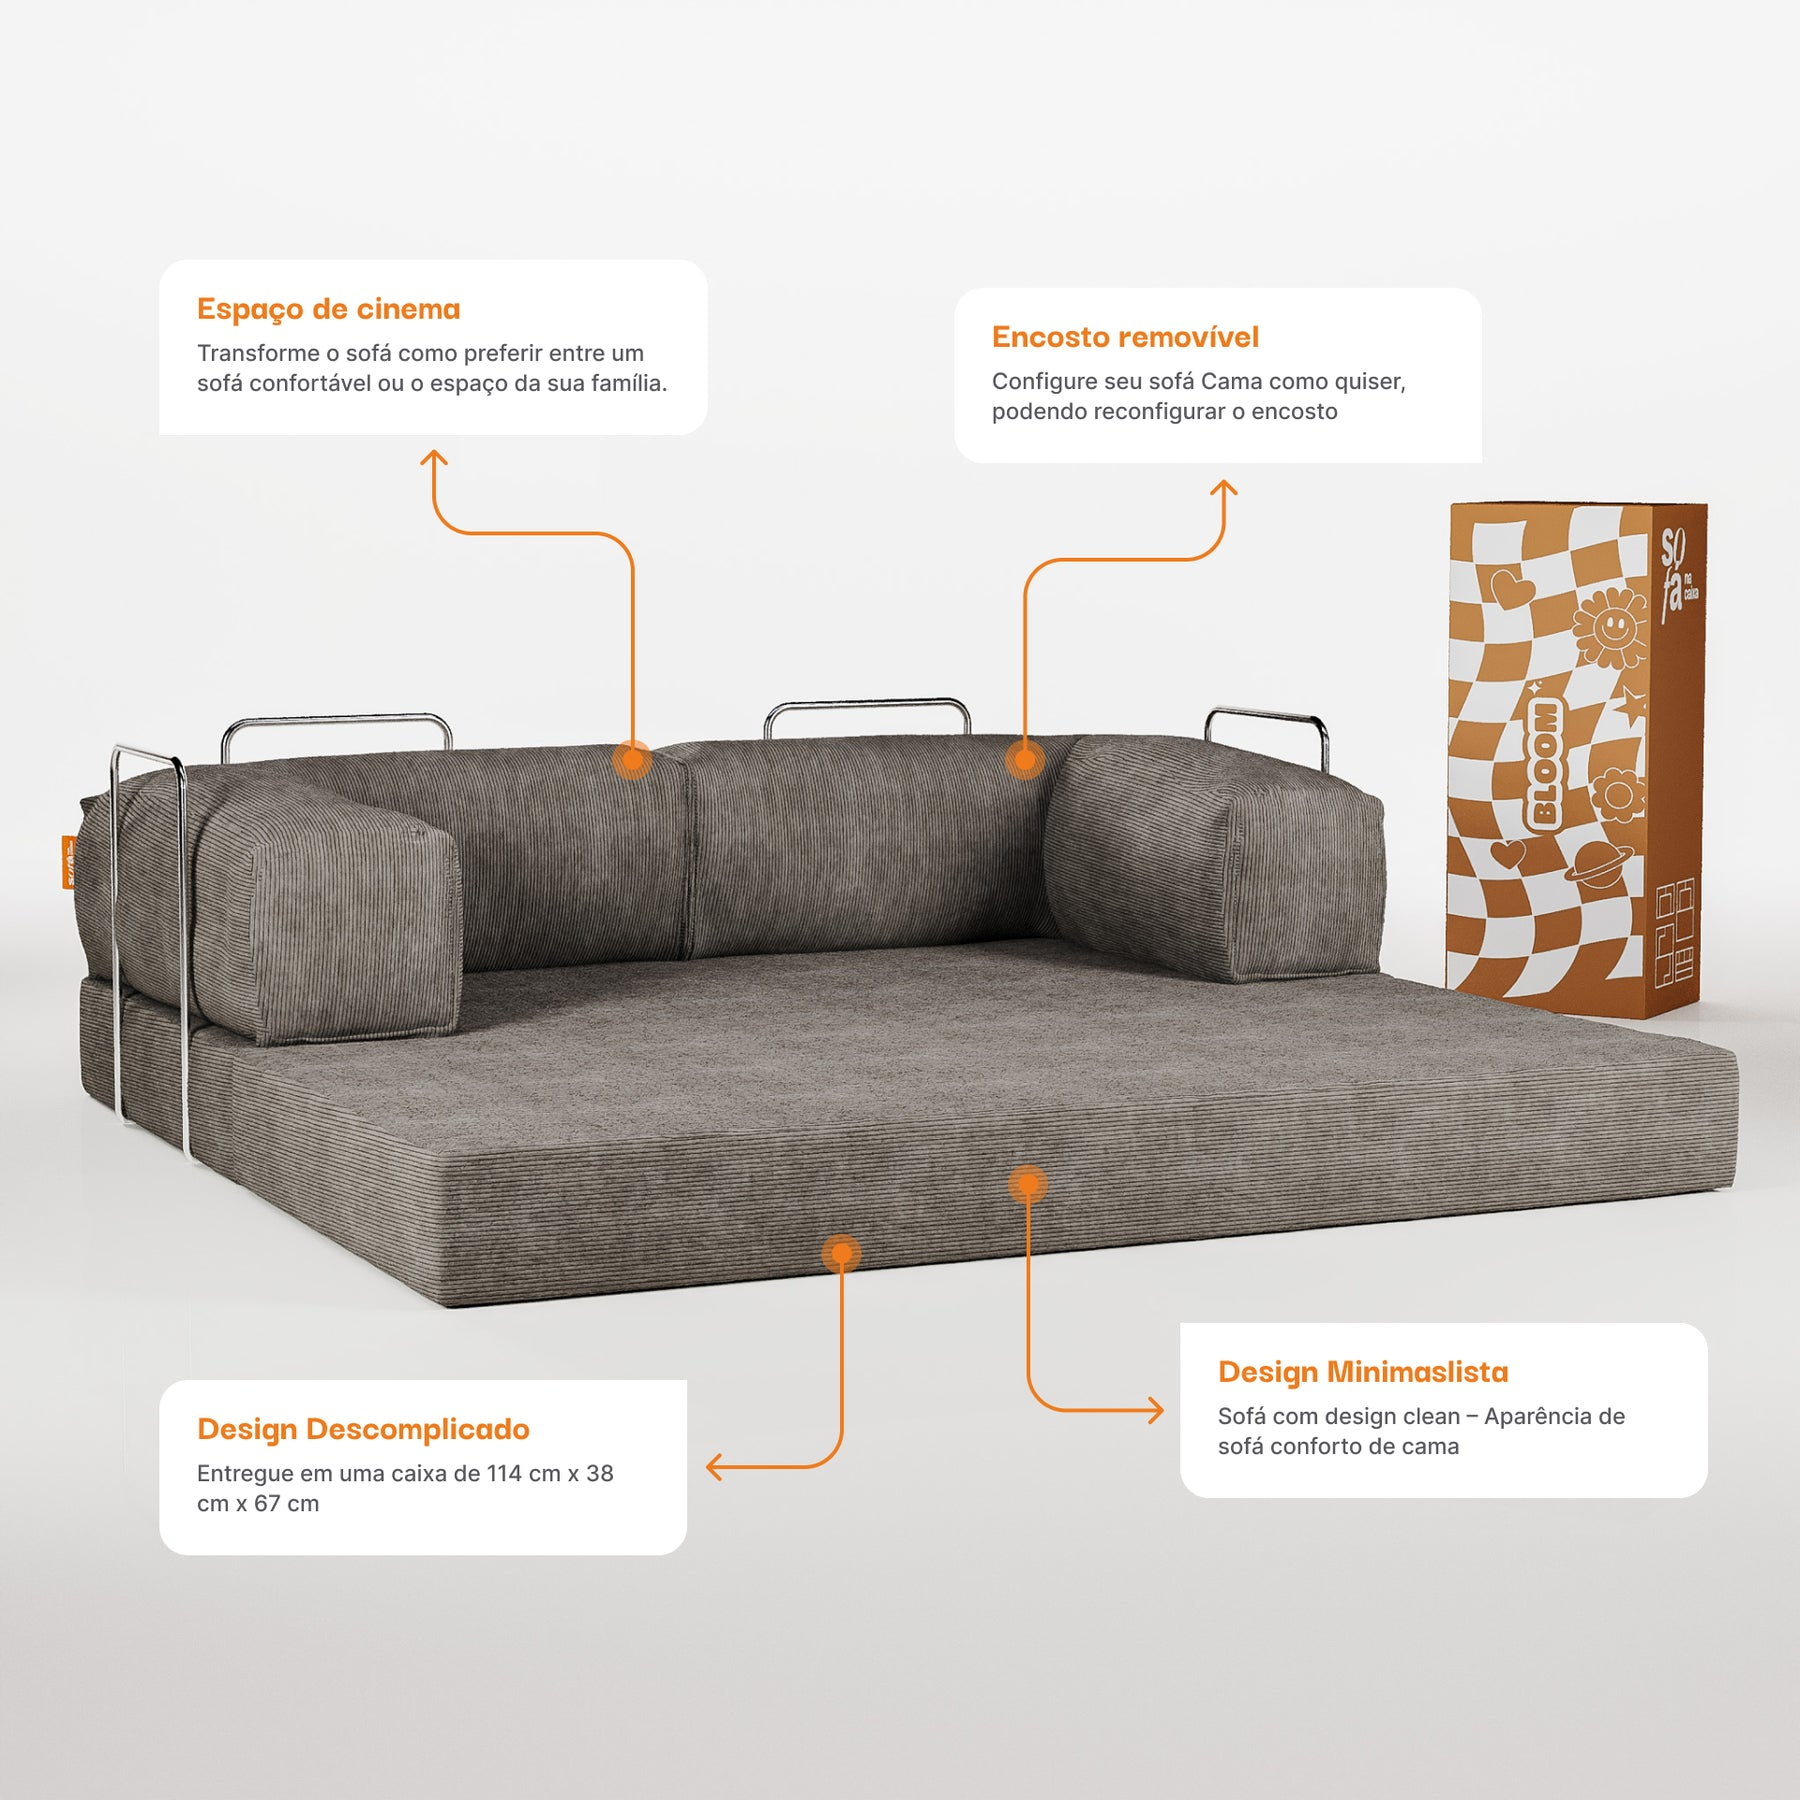 Espaço de cinema
Transforme o sofá como preferir entre um
sofá confortável ou o espaço da sua família.
Encosto removível
Configure seu sofá Cama como quiser,
podendo reconfigurar o encosto
sofá
na
caixa
BLOOM
sofá
Design Minimaslista
Sofá com design clean – Aparência de
sofá conforto de cama
Design Descomplicado
Entregue em uma caixa de 114 cm x 38
cm x 67 cm